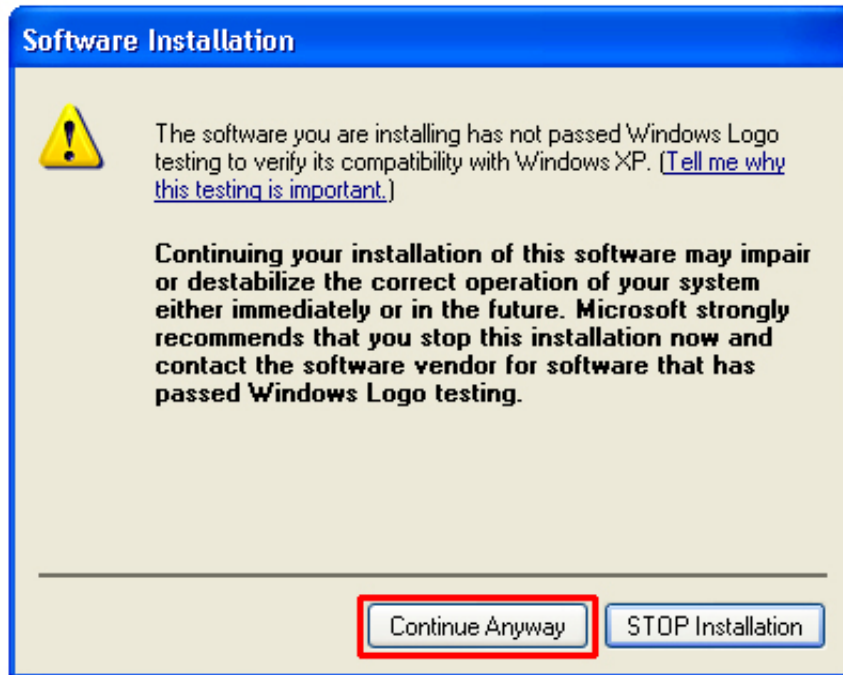 Software Installation
The software you are installing has not passed Windows Logo
testing to verify its compatibility with Windows XP. (Tell me why
this testing is important.)
Continuing your installation of this software may impair
or destabilize the correct operation of your system
either immediately or in the future. Microsoft strongly
recommends that you stop this installation now and
contact the software vendor for software that has
passed Windows Logo testing.
Continue Anyway
STOP Installation